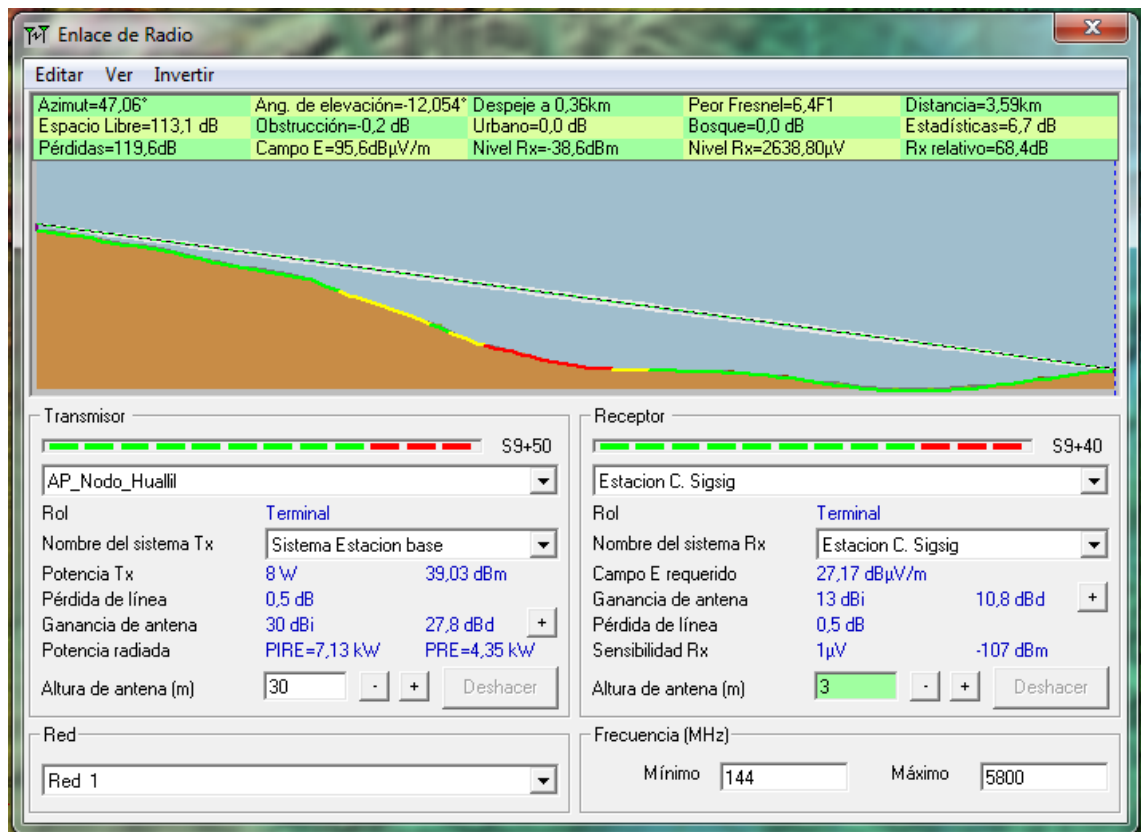 Enlace de Radio
Editar Ver Invertir
Azimut=47,06° Ang. de elevación=-12,054° Despeje a 0,36km Peor Fresnel=6,4F1 Distancia=3,59km
Espacio Libre=113,1 dB Obstrucción=-0,2 dB Urbano=0,0 dB Bosque=0,0 dB Estadísticas=6,7 dB
Pérdidas=119,6dB Campo E=95,6dBµV/m Nivel Rx=-38,6dBm Nivel Rx=2638,80µV Rx relativo=68,4dB
Transmisor
S9+50
AP_Nodo_Huallil
Rol Terminal
Nombre del sistema Tx Sistema Estacion base
Potencia Tx 8 W 39,03 dBm
Pérdida de línea 0,5 dB
Ganancia de antena 30 dBi 27,8 dBd +
Potencia radiada PIRE=7,13 kW PRE=4,35 kW
Altura de antena (m) 30 - + Deshacer
Red
Red 1
Receptor
S9+40
Estacion C. Sigsig
Rol Terminal
Nombre del sistema Rx Estacion C. Sigsig
Campo E requerido 27,17 dBµV/m
Ganancia de antena 13 dBi 10,8 dBd +
Pérdida de línea 0,5 dB
Sensibilidad Rx 1µV -107 dBm
Altura de antena (m) 3 - + Deshacer
Frecuencia (MHz)
Mínimo 144 Máximo 5800